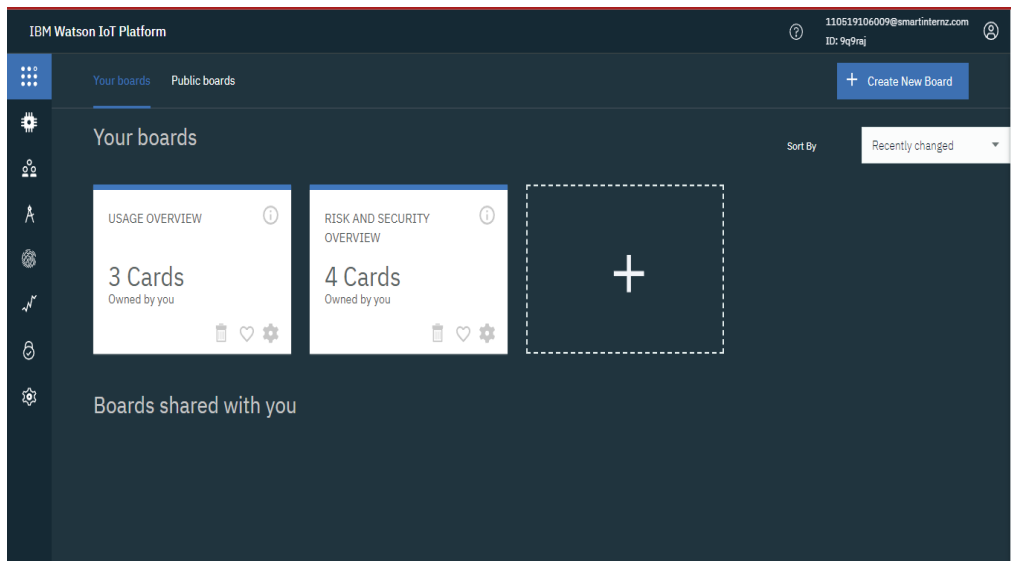 IBM Watson IoT Platform
110519106009@smartinternz.com
ID: 9q9raj
Your boards
Public boards
+ Create New Board
Your boards
Sort By
Recently changed
USAGE OVERVIEW
3 Cards
Owned by you
RISK AND SECURITY
OVERVIEW
4 Cards
Owned by you
Boards shared with you